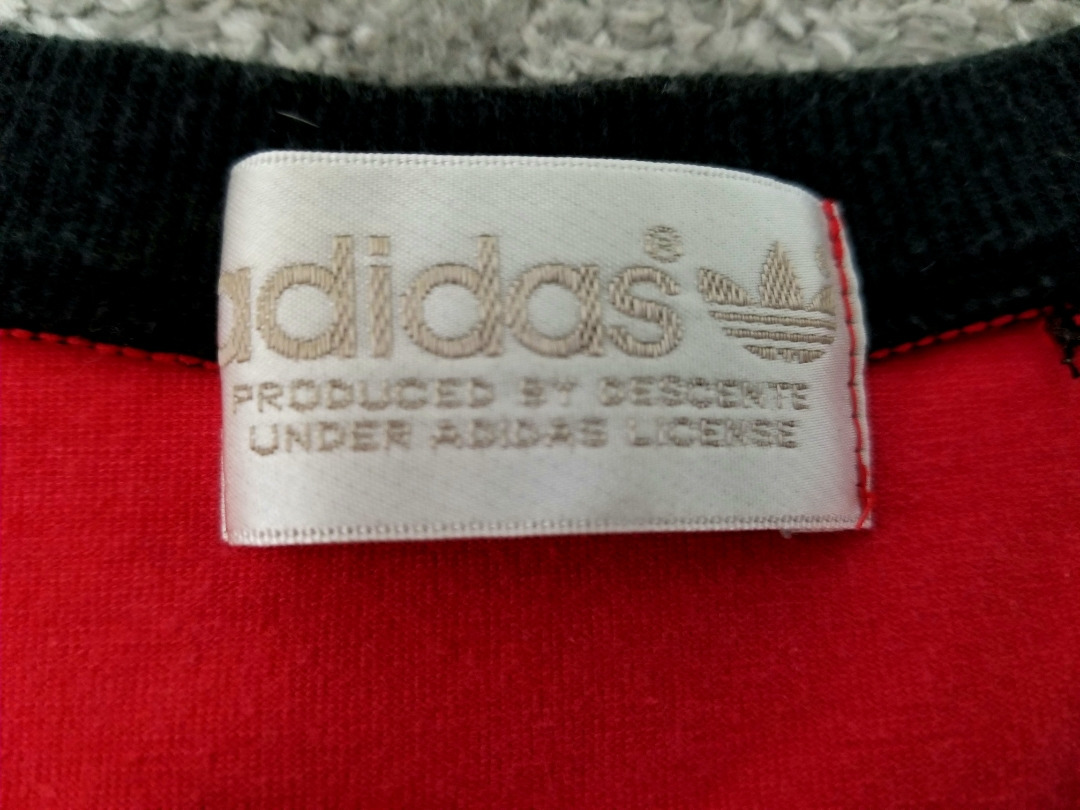 adidas®
PRODUCED BY DESCENTE
UNDER ADIDAS LICENSE